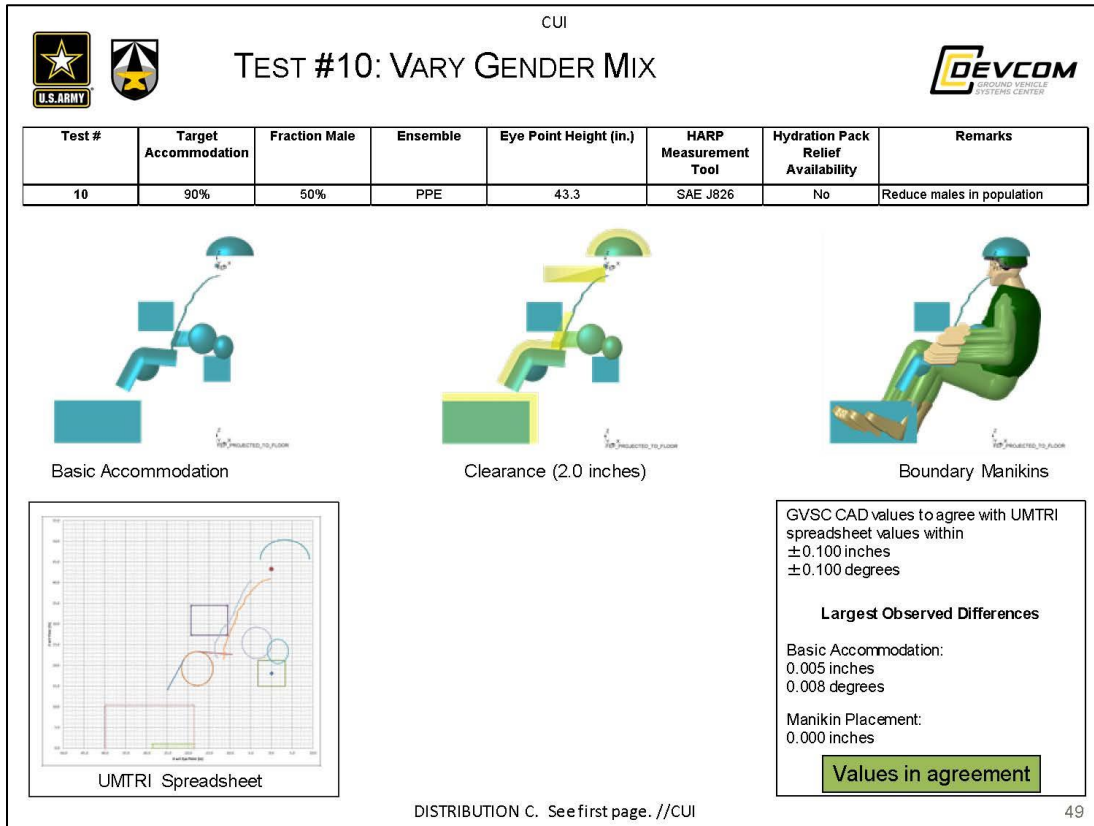 CUI
TEST #10: VARY GENDER MIX
U.S.ARMY
DEVCOM
GROUND VEHICLE
SYSTEMS CENTER
Test # Target Accommodation Fraction Male Ensemble Eye Point Height (in.) HARP Measurement Tool Hydration Pack Relief Availability Remarks
10 90% 50% PPE 43.3 SAE J826 No Reduce males in population
FEP_PROJECTED_TO_FLOOR
FEP_PROJECTED_TO_FLOOR
FEP_PROJECTED_TO_FLOOR
Basic Accommodation
Clearance (2.0 inches)
Boundary Manikins
UMTRI Spreadsheet
GVSC CAD values to agree with UMTRI
spreadsheet values within
±0.100 inches
±0.100 degrees
Largest Observed Differences
Basic Accommodation:
0.005 inches
0.008 degrees
Manikin Placement:
0.000 inches
Values in agreement
DISTRIBUTION C. See first page. //CUI
49